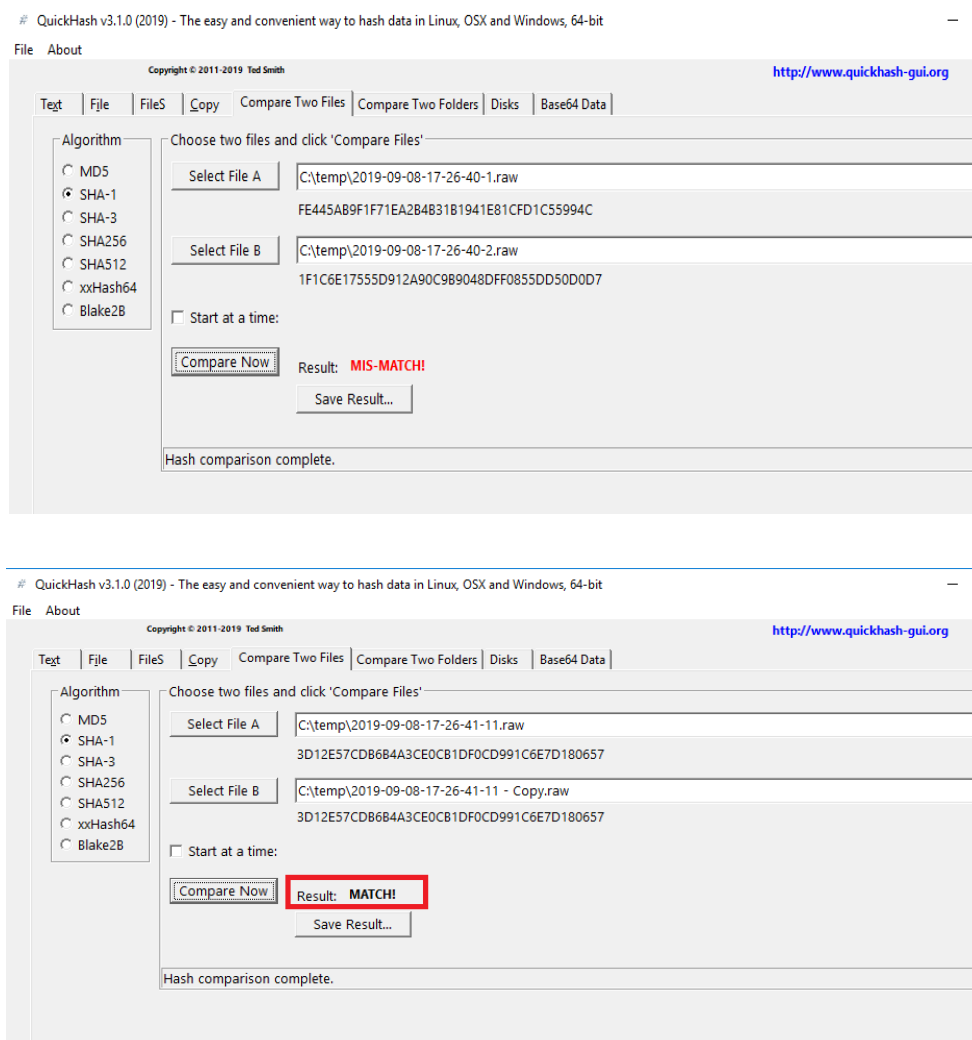 QuickHash v3.1.0 (2019) - The easy and convenient way to hash data in Linux, OSX and Windows, 64-bit
File About
Copyright © 2011-2019 Ted Smith http://www.quickhash-gui.org
Text File FileS Copy Compare Two Files Compare Two Folders Disks Base64 Data
Algorithm
MD5
SHA-1
SHA-3
SHA256
SHA512
xxHash64
Blake2B
Choose two files and click 'Compare Files'
Select File A C:\temp\2019-09-08-17-26-40-1.raw
FE445AB9F1F71EA2B4B31B1941E81CFD1C55994C
Select File B C:\temp\2019-09-08-17-26-40-2.raw
1F1C6E17555D912A90C9B9048DFF0855DD50D0D7
Start at a time:
Compare Now Result: MIS-MATCH!
Save Result...
Hash comparison complete.
QuickHash v3.1.0 (2019) - The easy and convenient way to hash data in Linux, OSX and Windows, 64-bit
File About
Copyright © 2011-2019 Ted Smith http://www.quickhash-gui.org
Text File FileS Copy Compare Two Files Compare Two Folders Disks Base64 Data
Algorithm
MD5
SHA-1
SHA-3
SHA256
SHA512
xxHash64
Blake2B
Choose two files and click 'Compare Files'
Select File A C:\temp\2019-09-08-17-26-41-11.raw
3D12E57CDB6B4A3CE0CB1DF0CD991C6E7D180657
Select File B C:\temp\2019-09-08-17-26-41-11 - Copy.raw
3D12E57CDB6B4A3CE0CB1DF0CD991C6E7D180657
Start at a time:
Compare Now Result: MATCH!
Save Result...
Hash comparison complete.